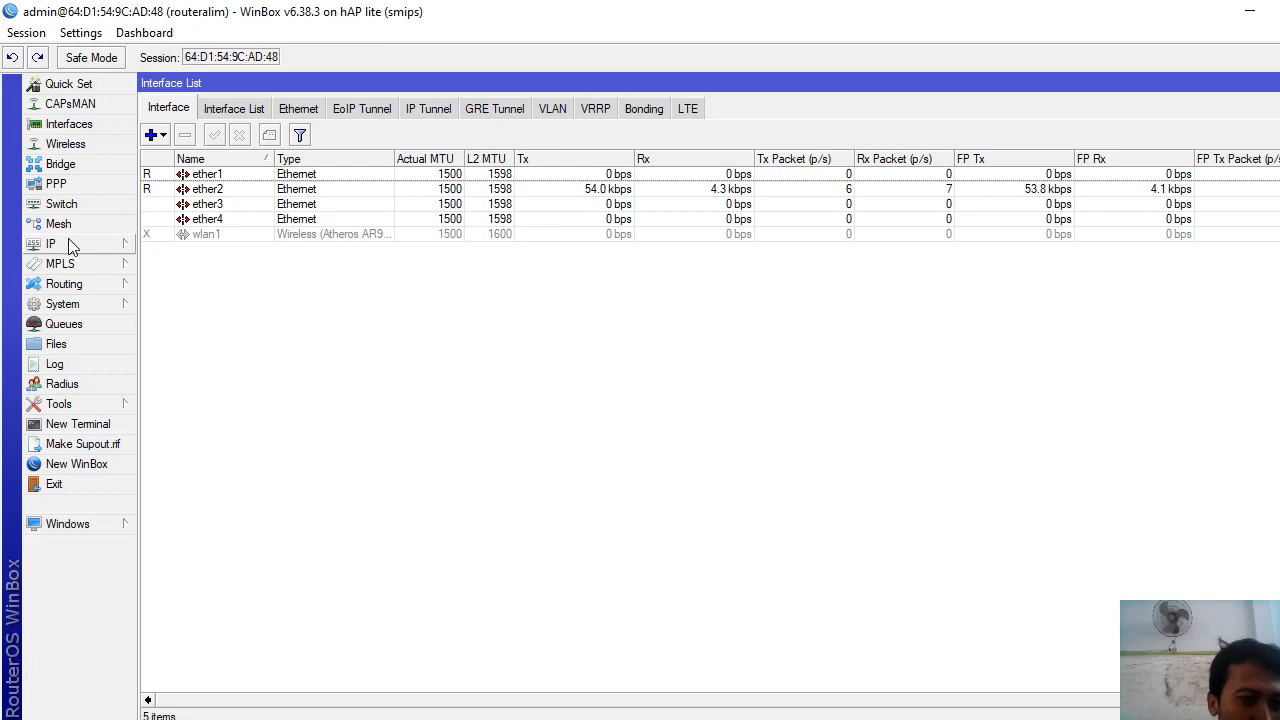 admin@64:D1:54:9C:AD:48 (routeralim) - WinBox v6.38.3 on hAP lite (smips)
Session Settings Dashboard
Safe Mode Session: 64:D1:54:9C:AD:48
Quick Set
CAPsMAN
Interfaces
Wireless
Bridge
PPP
Switch
Mesh
IP
MPLS
Routing
System
Queues
Files
Log
Radius
Tools
New Terminal
Make Supout.rif
New WinBox
Exit
Windows
RouterOS WinBox
Interface List
Interface Interface List Ethernet EoIP Tunnel IP Tunnel GRE Tunnel VLAN VRRP Bonding LTE
Name / Type Actual MTU L2 MTU Tx Rx Tx Packet (p/s) Rx Packet (p/s) FP Tx FP Rx FP Tx Packet (p/s
R ether1 Ethernet 1500 1598 0 bps 0 bps 0 0 0 bps 0 bps
R ether2 Ethernet 1500 1598 54.0 kbps 4.3 kbps 6 7 53.8 kbps 4.1 kbps
ether3 Ethernet 1500 1598 0 bps 0 bps 0 0 0 bps 0 bps
ether4 Ethernet 1500 1598 0 bps 0 bps 0 0 0 bps 0 bps
X wlan1 Wireless (Atheros AR9... 1500 1600 0 bps 0 bps 0 0 0 bps 0 bps
5 items